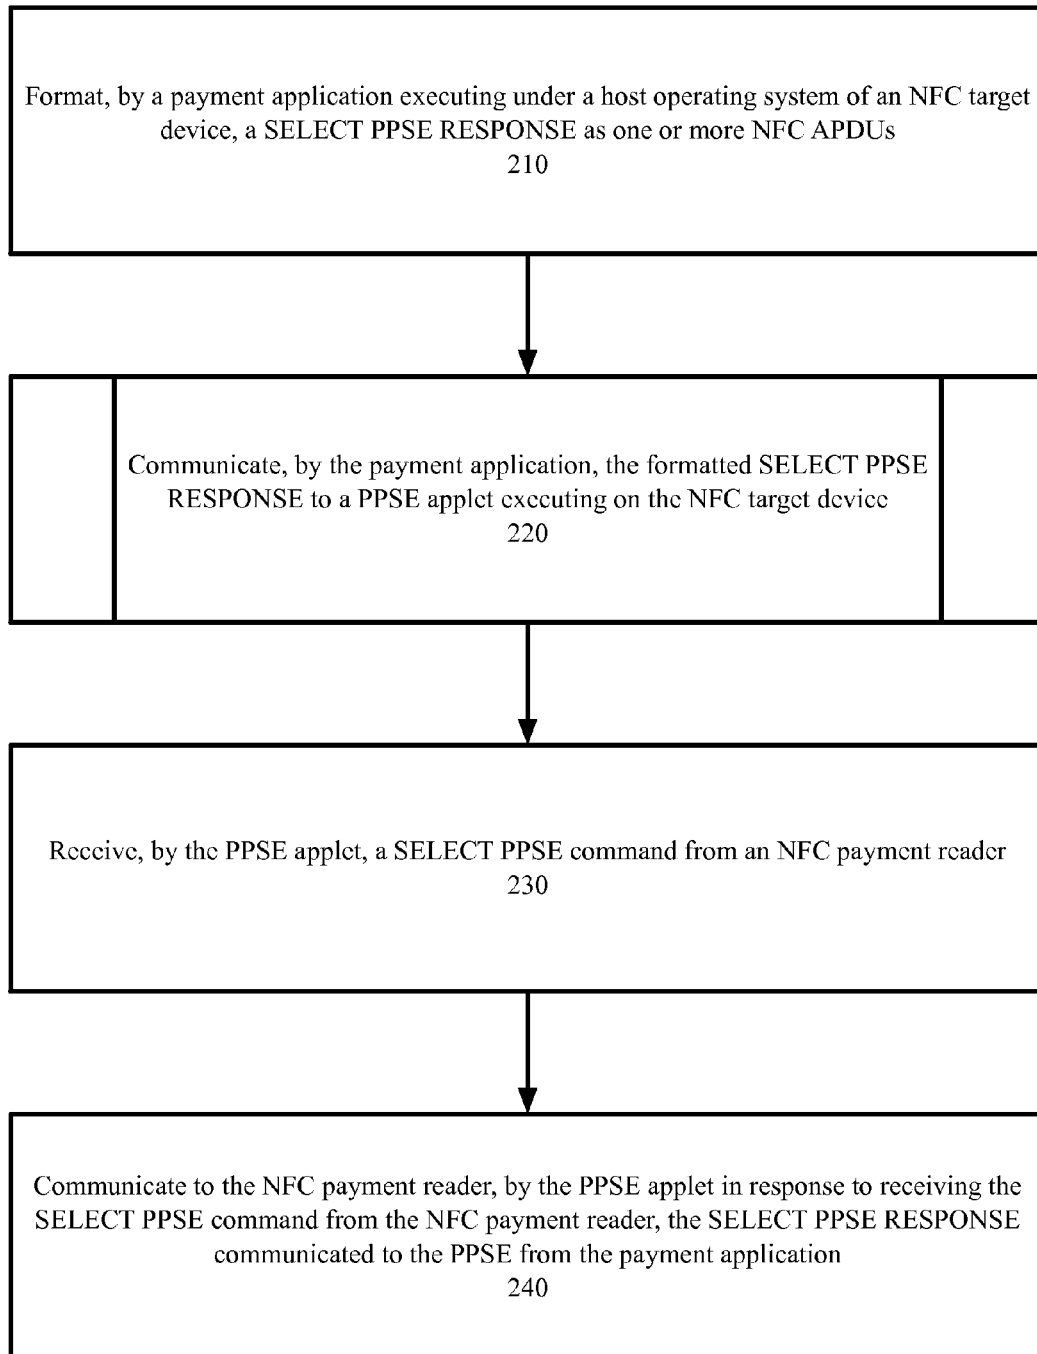 Format, by a payment application executing under a host operating system of an NFC target
device, a SELECT PPSE RESPONSE as one or more NFC APDUs
210
Communicate, by the payment application, the formatted SELECT PPSE
RESPONSE to a PPSE applet executing on the NFC target device
220
Receive, by the PPSE applet, a SELECT PPSE command from an NFC payment reader
230
Communicate to the NFC payment reader, by the PPSE applet in response to receiving the
SELECT PPSE command from the NFC payment reader, the SELECT PPSE RESPONSE
communicated to the PPSE from the payment application
240